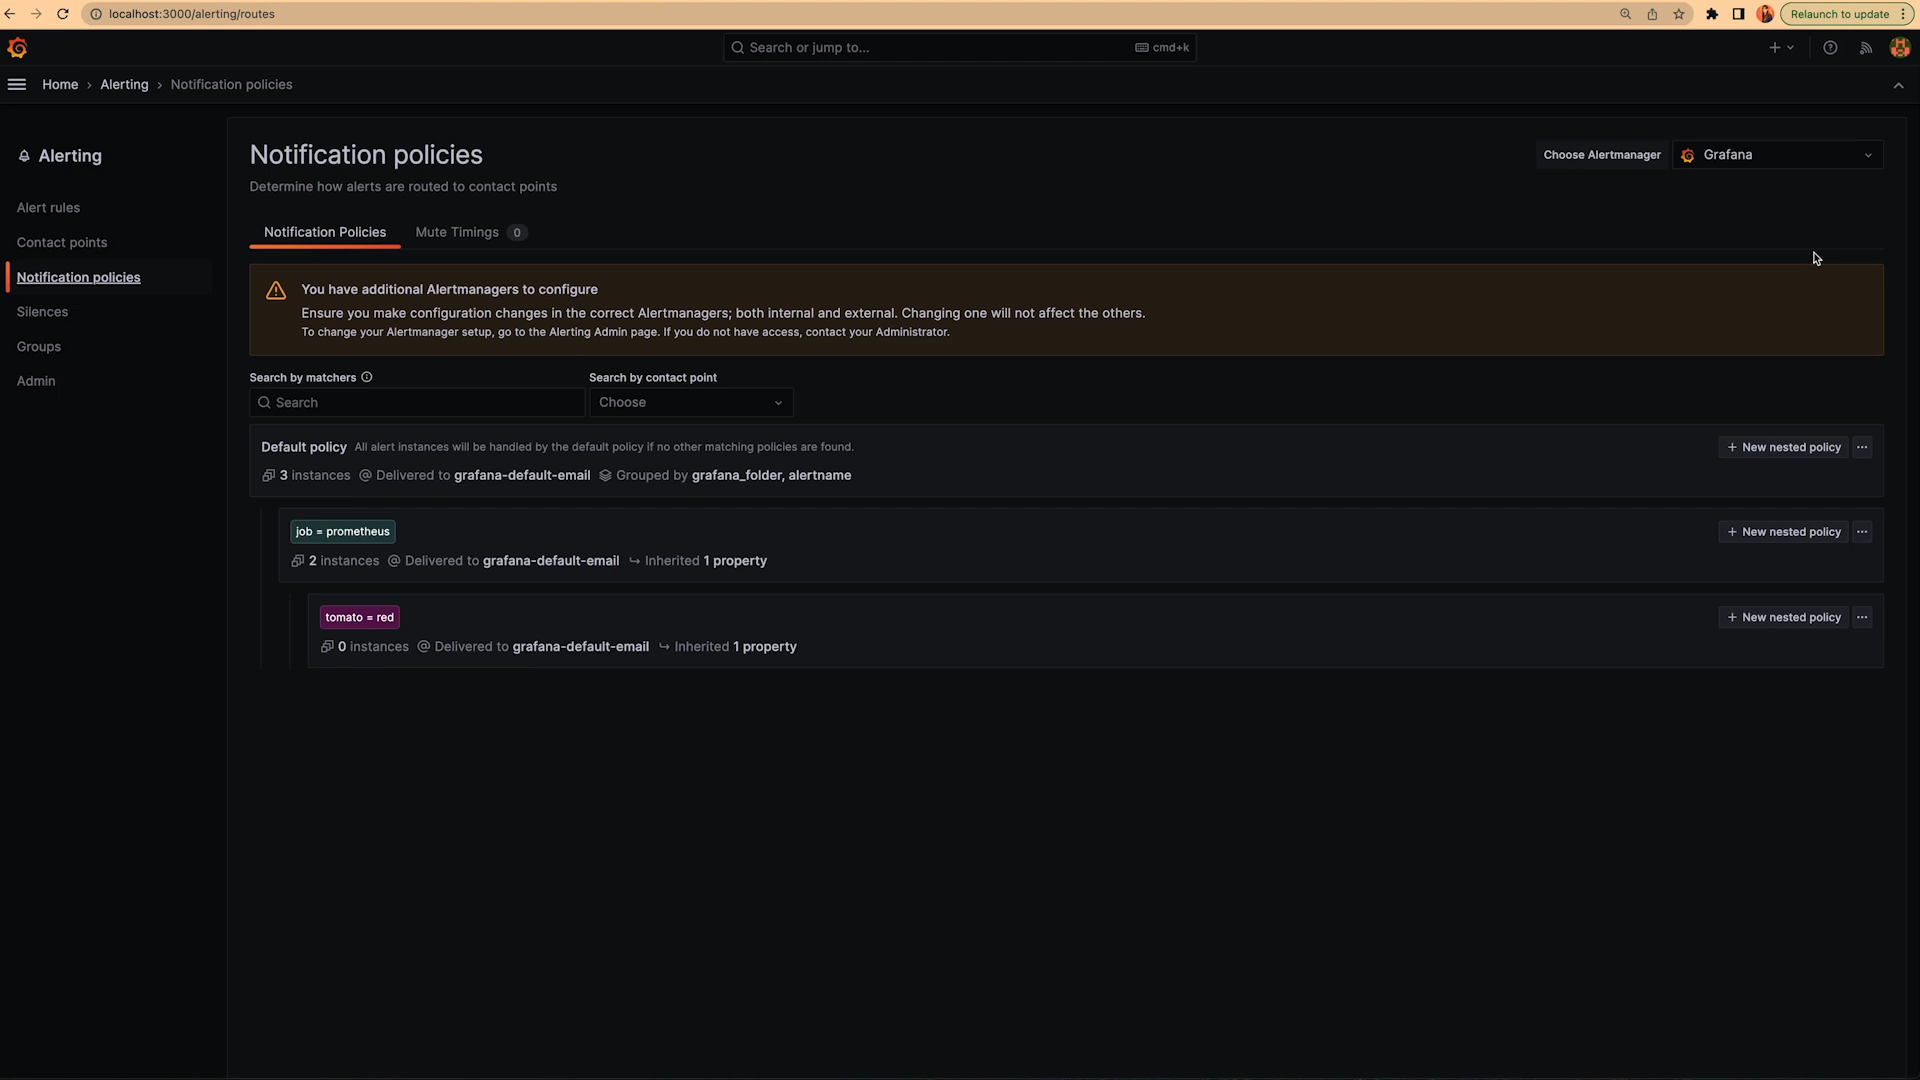 localhost:3000/alerting/routes
Relaunch to update
Search or jump to...
cmd+k
Home › Alerting › Notification policies
Alerting
Alert rules
Contact points
Notification policies
Silences
Groups
Admin
Notification policies
Determine how alerts are routed to contact points
Choose Alertmanager
Grafana
Notification Policies
Mute Timings 0
You have additional Alertmanagers to configure
Ensure you make configuration changes in the correct Alertmanagers; both internal and external. Changing one will not affect the others.
To change your Alertmanager setup, go to the Alerting Admin page. If you do not have access, contact your Administrator.
Search by matchers
Search by contact point
Search
Choose
Default policy All alert instances will be handled by the default policy if no other matching policies are found.
+ New nested policy ...
3 instances Delivered to grafana-default-email Grouped by grafana_folder, alertname
job = prometheus
+ New nested policy ...
2 instances Delivered to grafana-default-email Inherited 1 property
tomato = red
+ New nested policy ...
0 instances Delivered to grafana-default-email Inherited 1 property